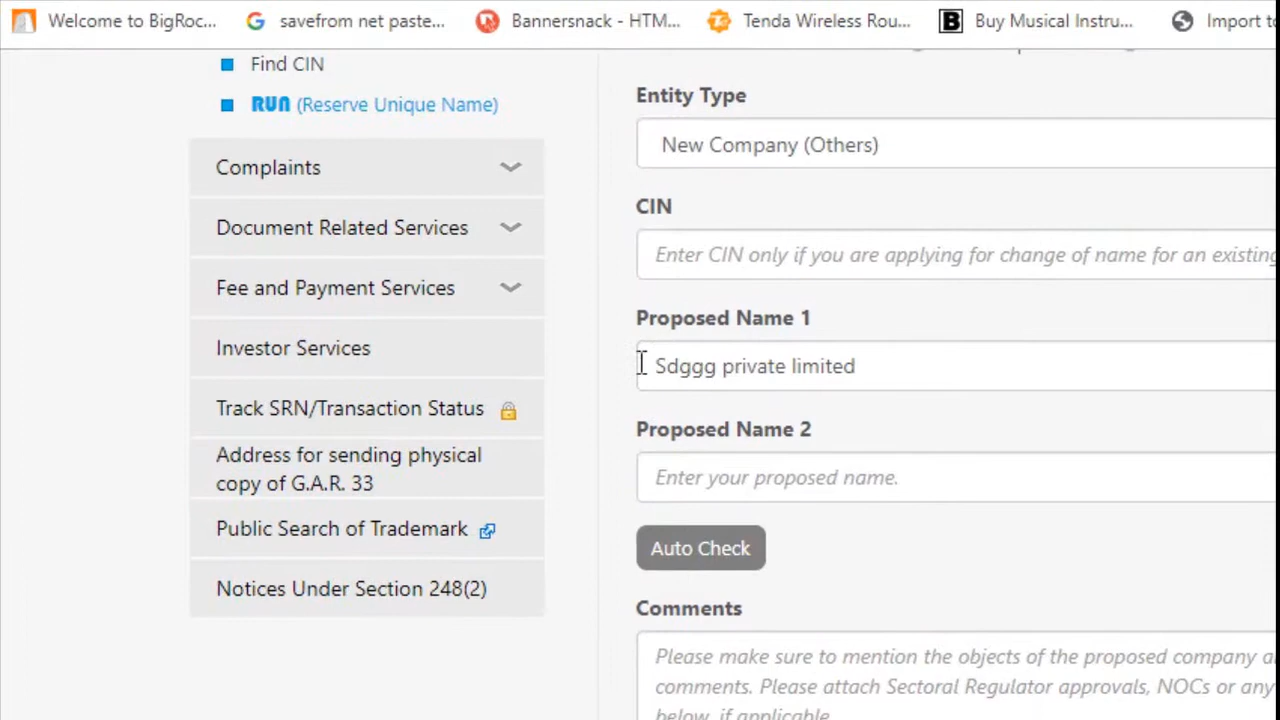 Welcome to BigRoc...
savefrom net paste...
Bannersnack - HTM...
Tenda Wireless Rou...
B
Buy Musical Instru...
Import to
Find CIN
RUN (Reserve Unique Name)
Complaints
Document Related Services
Fee and Payment Services
Investor Services
Track SRN/Transaction Status
Address for sending physical
copy of G.A.R. 33
Public Search of Trademark
Notices Under Section 248(2)
Entity Type
New Company (Others)
CIN
Enter CIN only if you are applying for change of name for an existing
Proposed Name 1
Sdggg private limited
Proposed Name 2
Enter your proposed name.
Auto Check
Comments
Please make sure to mention the objects of the proposed company a
comments. Please attach Sectoral Regulator approvals, NOCs or any
below, if applicable